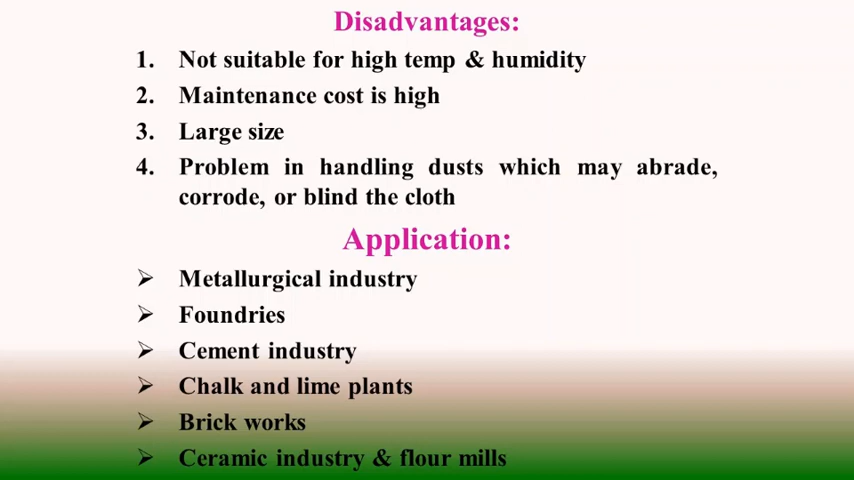 Disadvantages:
1. Not suitable for high temp & humidity
2. Maintenance cost is high
3. Large size
4. Problem in handling dusts which may abrade,
corrode, or blind the cloth
Application:
➢ Metallurgical industry
➢ Foundries
➢ Cement industry
➢ Chalk and lime plants
➢ Brick works
➢ Ceramic industry & flour mills